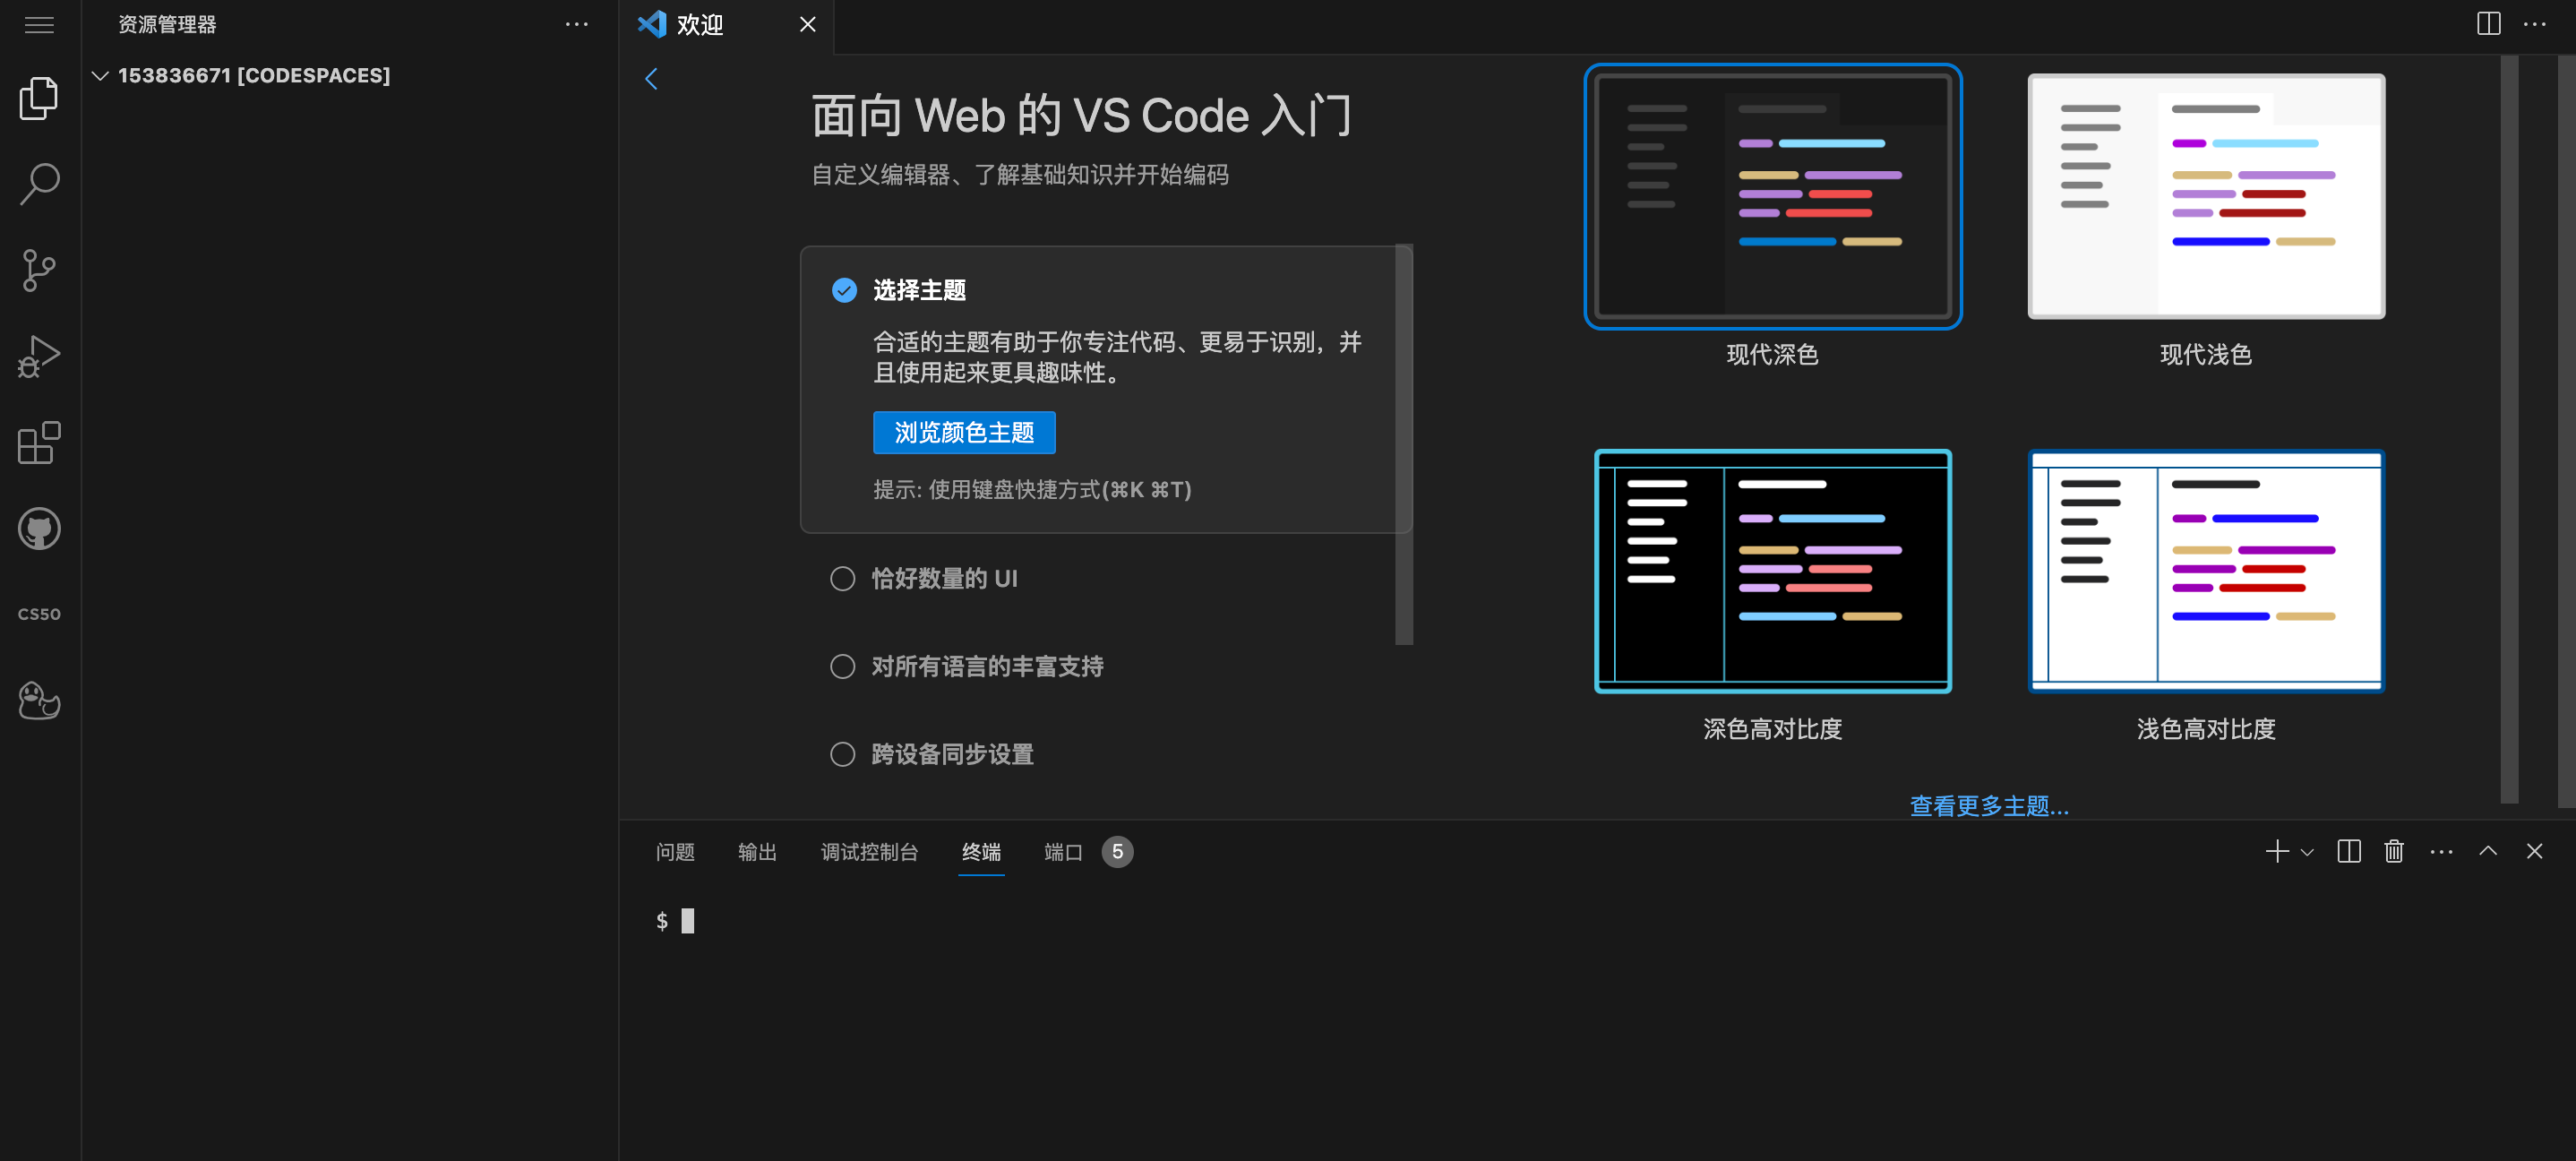 资源管理器
153836671 [CODESPACES]
CS50
欢迎
面向 Web 的 VS Code 入门
自定义编辑器、了解基础知识并开始编码
选择主题
合适的主题有助于你专注代码、更易于识别，并
且使用起来更具趣味性。
浏览颜色主题
提示: 使用键盘快捷方式(⌘K ⌘T)
恰好数量的 UI
对所有语言的丰富支持
跨设备同步设置
现代深色
现代浅色
深色高对比度
浅色高对比度
查看更多主题...
问题 输出 调试控制台 终端 端口 5
$